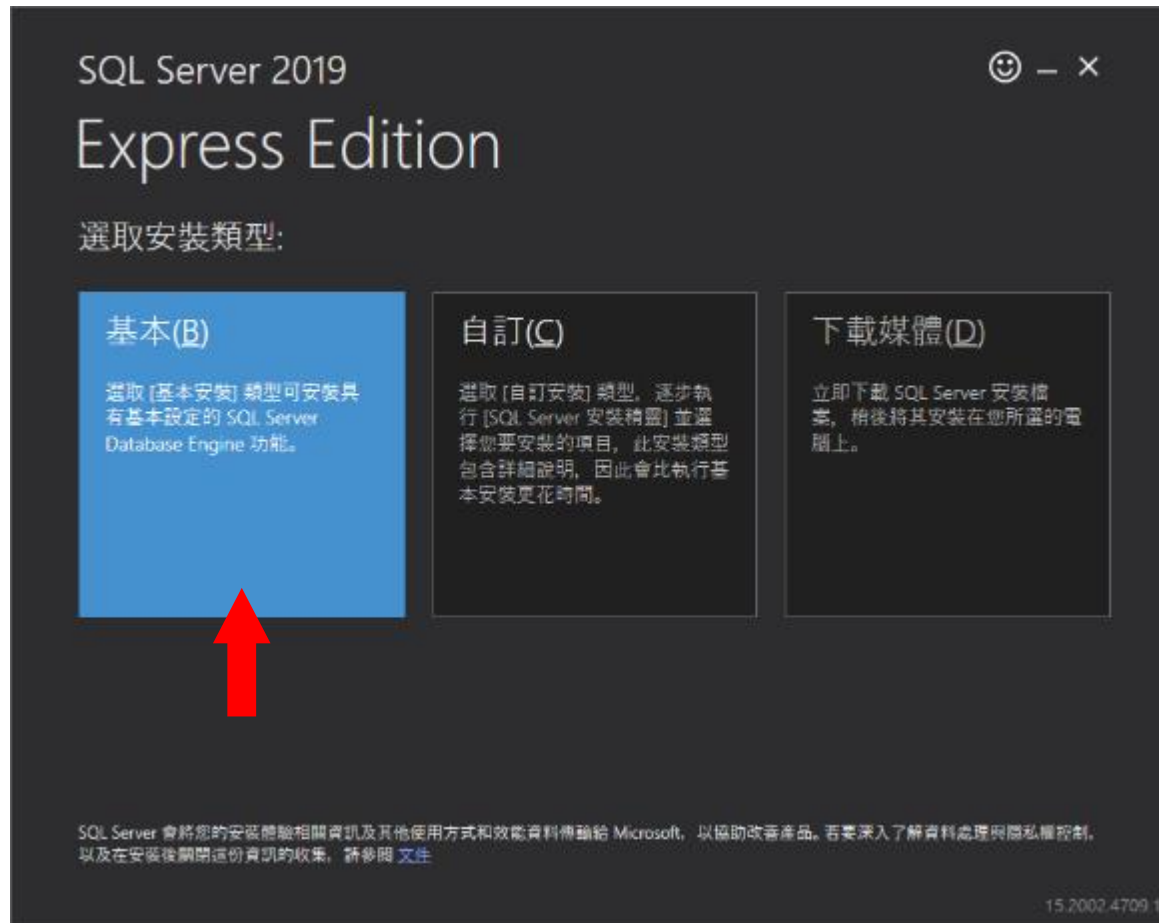 SQL Server 2019
Express Edition
選取安裝類型:
基本(B)
選取 [基本安裝] 類型可安裝具
有基本設定的 SQL Server
Database Engine 功能。
自訂(C)
選取 [自訂安裝] 類型，逐步執
行 [SQL Server 安裝精靈] 並選
擇您要安裝的項目，此安裝類型
包含詳細說明，因此會比執行基
本安裝更花時間。
下載媒體(D)
立即下載 SQL Server 安裝檔
案，稍後將其安裝在您所選的電
腦上。
SQL Server 會將您的安裝體驗相關資訊及其他使用方式和效能資料傳輸給 Microsoft，以協助改善產品。若要深入了解資料處理與隱私權控制，
以及在安裝後關閉這份資訊的收集，請參閱 文件
15.2002.4709.1